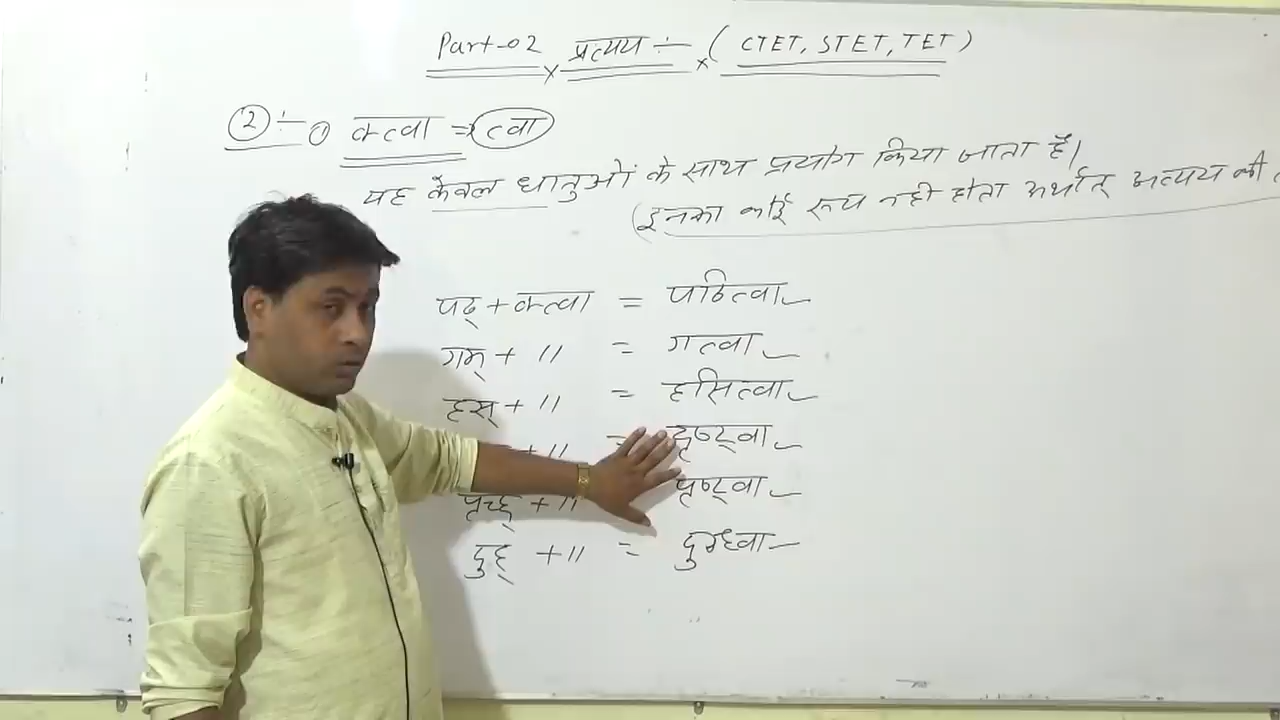 Part-02 प्रत्यय ÷ ( CTET, STET, TET )
② ÷ ① क्त्वा = त्वा
यह केवल धातुओं के साथ प्रयोग किया जाता है।
(इनका कोई रूप नही होता अर्थात् अव्यय की
पठ् + क्त्वा = पठित्वा
गम् + 〃 = गत्वा
हस् + 〃 = हसित्वा
+ 〃 = दृष्ट्वा
पृच्छ् + 〃 पृष्ट्वा
दुह् + 〃 = दुग्ध्वा